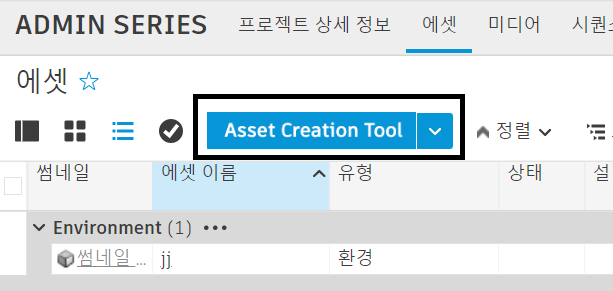 ADMIN SERIES 프로젝트 상세 정보 에셋 미디어 시퀀스
에셋
Asset Creation Tool 정렬
썸네일 에셋 이름 유형 상태 설
Environment (1) •••
썸네일 ... jj 환경